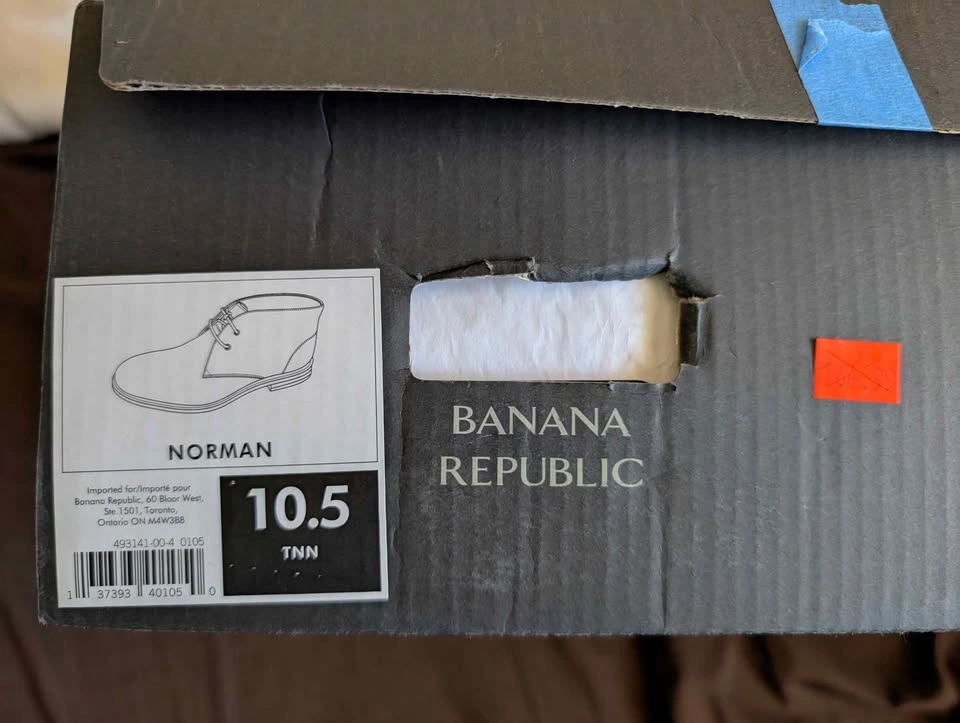 NORMAN
Imported for/Importé pour
Banana Republic, 60 Bloor West,
Ste.1501, Toronto,
Ontario ON M4W3B8
493141-00-4 0105
1 37393 40105 0
10.5
TNN
BANANA
REPUBLIC